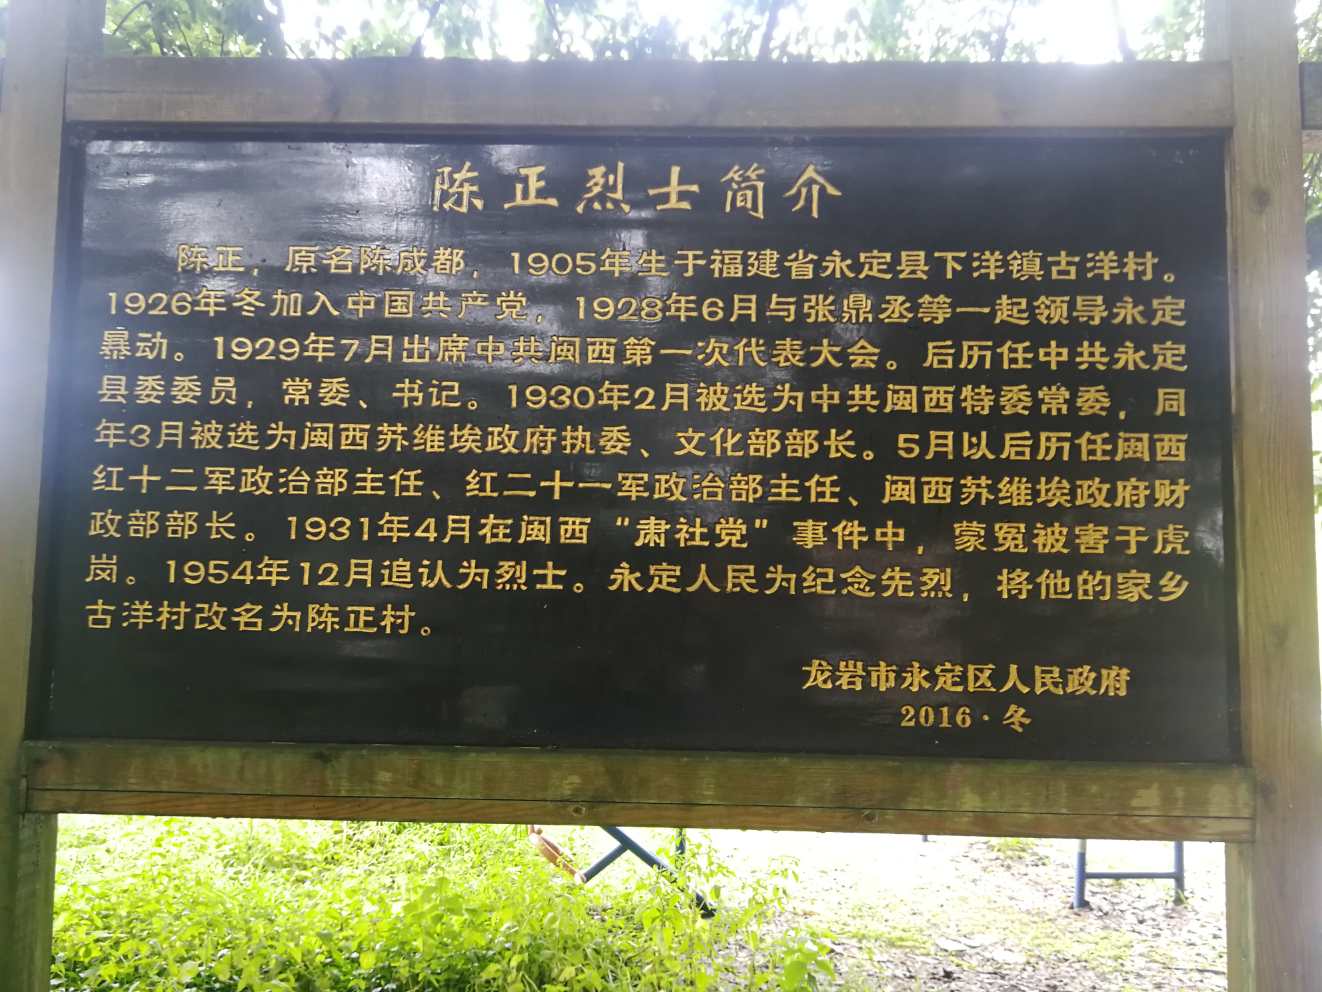 陈正烈士简介
陈正，原名陈成都，1905年生于福建省永定县下洋镇古洋村。
1926年冬加入中国共产党，1928年6月与张鼎丞等一起领导永定
暴动。1929年7月出席中共闽西第一次代表大会。后历任中共永定
县委委员，常委、书记。1930年2月被选为中共闽西特委常委，同
年3月被选为闽西苏维埃政府执委、文化部部长。5月以后历任闽西
红十二军政治部主任、红二十一军政治部主任、闽西苏维埃政府财
政部部长。1931年4月在闽西“肃社党”事件中，蒙冤被害于虎
岗。1954年12月追认为烈士。永定人民为纪念先烈，将他的家乡
古洋村改名为陈正村。
龙岩市永定区人民政府
2016·冬